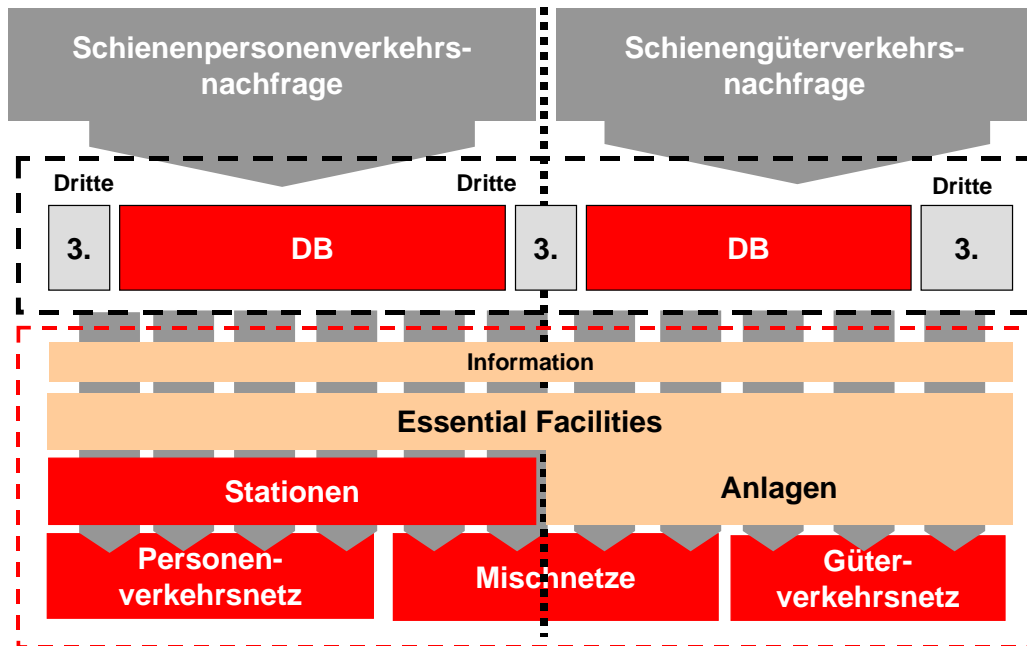 Schienenpersonenverkehrs-
nachfrage
Schienengüterverkehrs-
nachfrage
Dritte
Dritte
Dritte
3.
DB
3.
DB
3.
Information
Essential Facilities
Stationen
Anlagen
Personen-
verkehrsnetz
Mischnetze
Güter-
verkehrsnetz